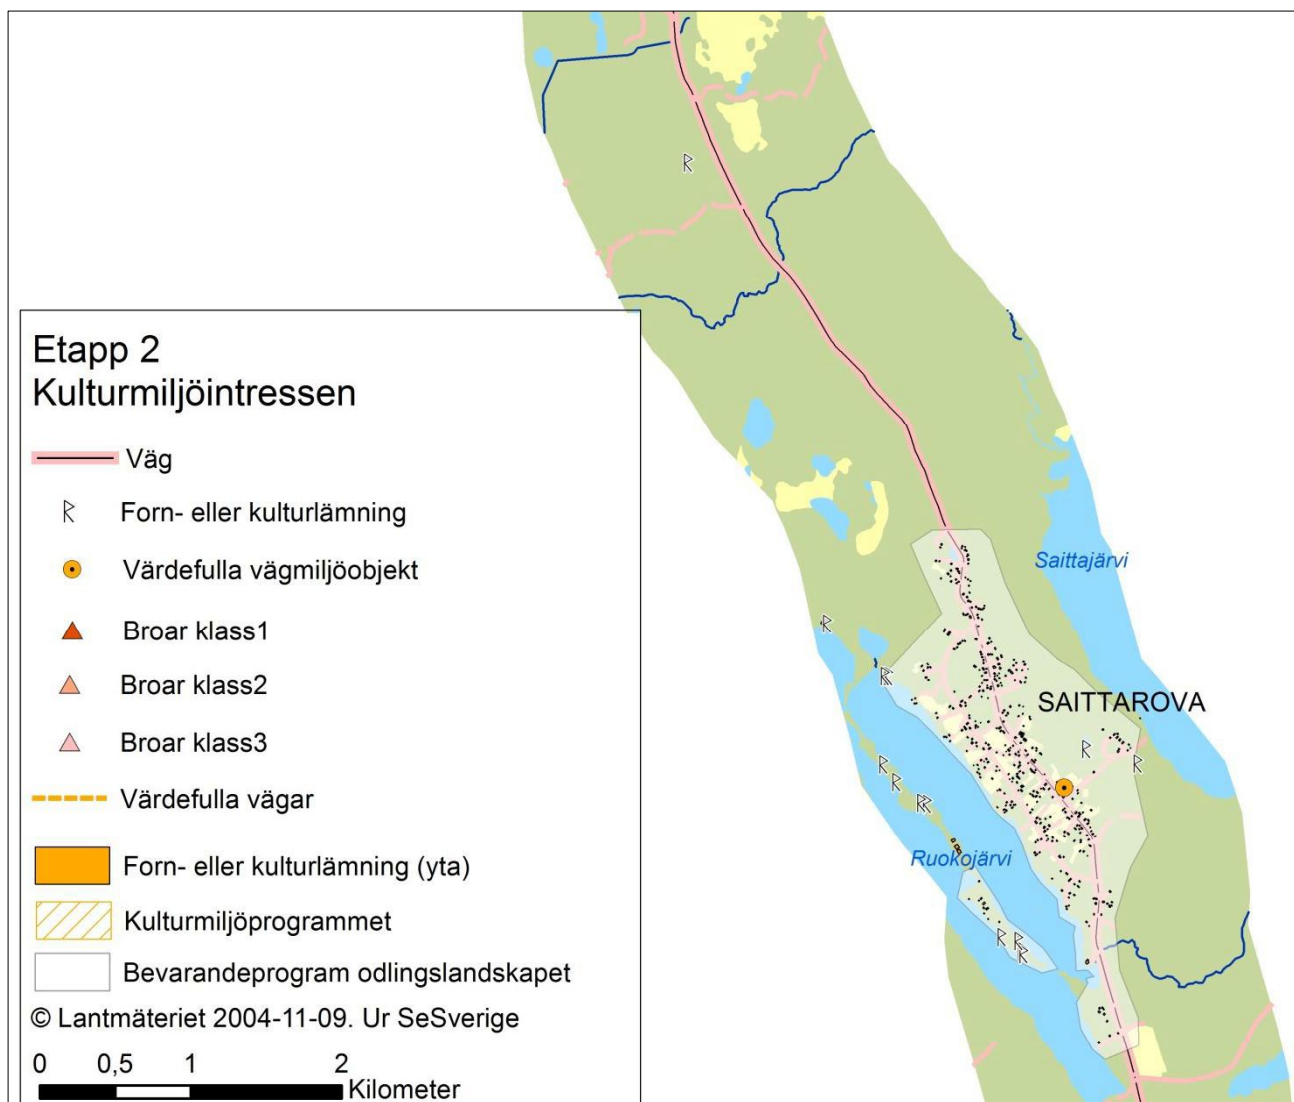 Etapp 2
Kulturmiljöintressen
Väg
Forn- eller kulturlämning
Värdefulla vägmiljöobjekt
Broar klass1
Broar klass2
Broar klass3
Värdefulla vägar
Forn- eller kulturlämning (yta)
Kulturmiljöprogrammet
Bevarandeprogram odlingslandskapet
© Lantmäteriet 2004-11-09. Ur SeSverige
0 0,5 1 2
Kilometer
Saittajärvi
SAITTAROVA
Ruokojärvi